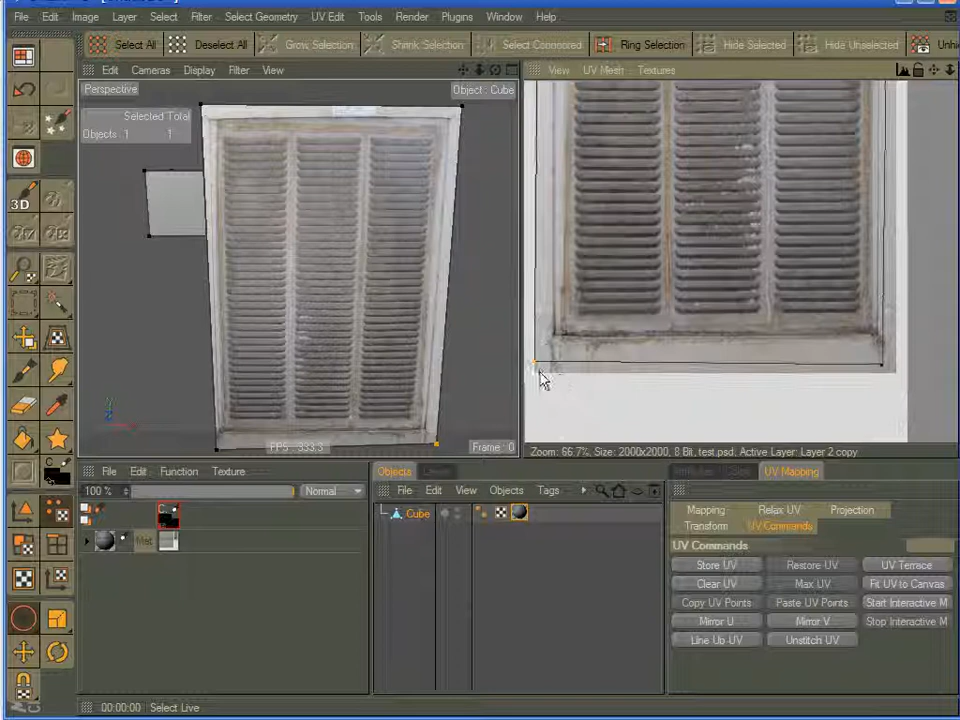 File Edit Image Layer Select Filter Select Geometry UV Edit Tools Render Plugins Window Help
Select All Deselect All Grow Selection Shrink Selection Select Connected Ring Selection Hide Selected Hide Unselected
Edit Cameras Display Filter View
View UV Mesh Textures
Perspective
Object: Cube
Selected Total
Objects: 1 1
3D
FPS : 333.3
Frame : 0
Zoom: 66.7%, Size: 2000x2000, 8 Bit, test.psd, Active Layer: Layer 2 copy
File Edit Function Texture
100 %
Normal
C
Mat
Objects
File Edit View Objects Tags
Cube
UV Mapping
Mapping Relax UV Projection
Transform UV Commands
UV Commands
Store UV Restore UV UV Terrace
Clear UV Max UV Fit UV to Canvas
Copy UV Points Paste UV Points Start Interactive M
Mirror U Mirror V Stop Interactive M
Line Up UV Unstitch UV
00:00:00 Select Live